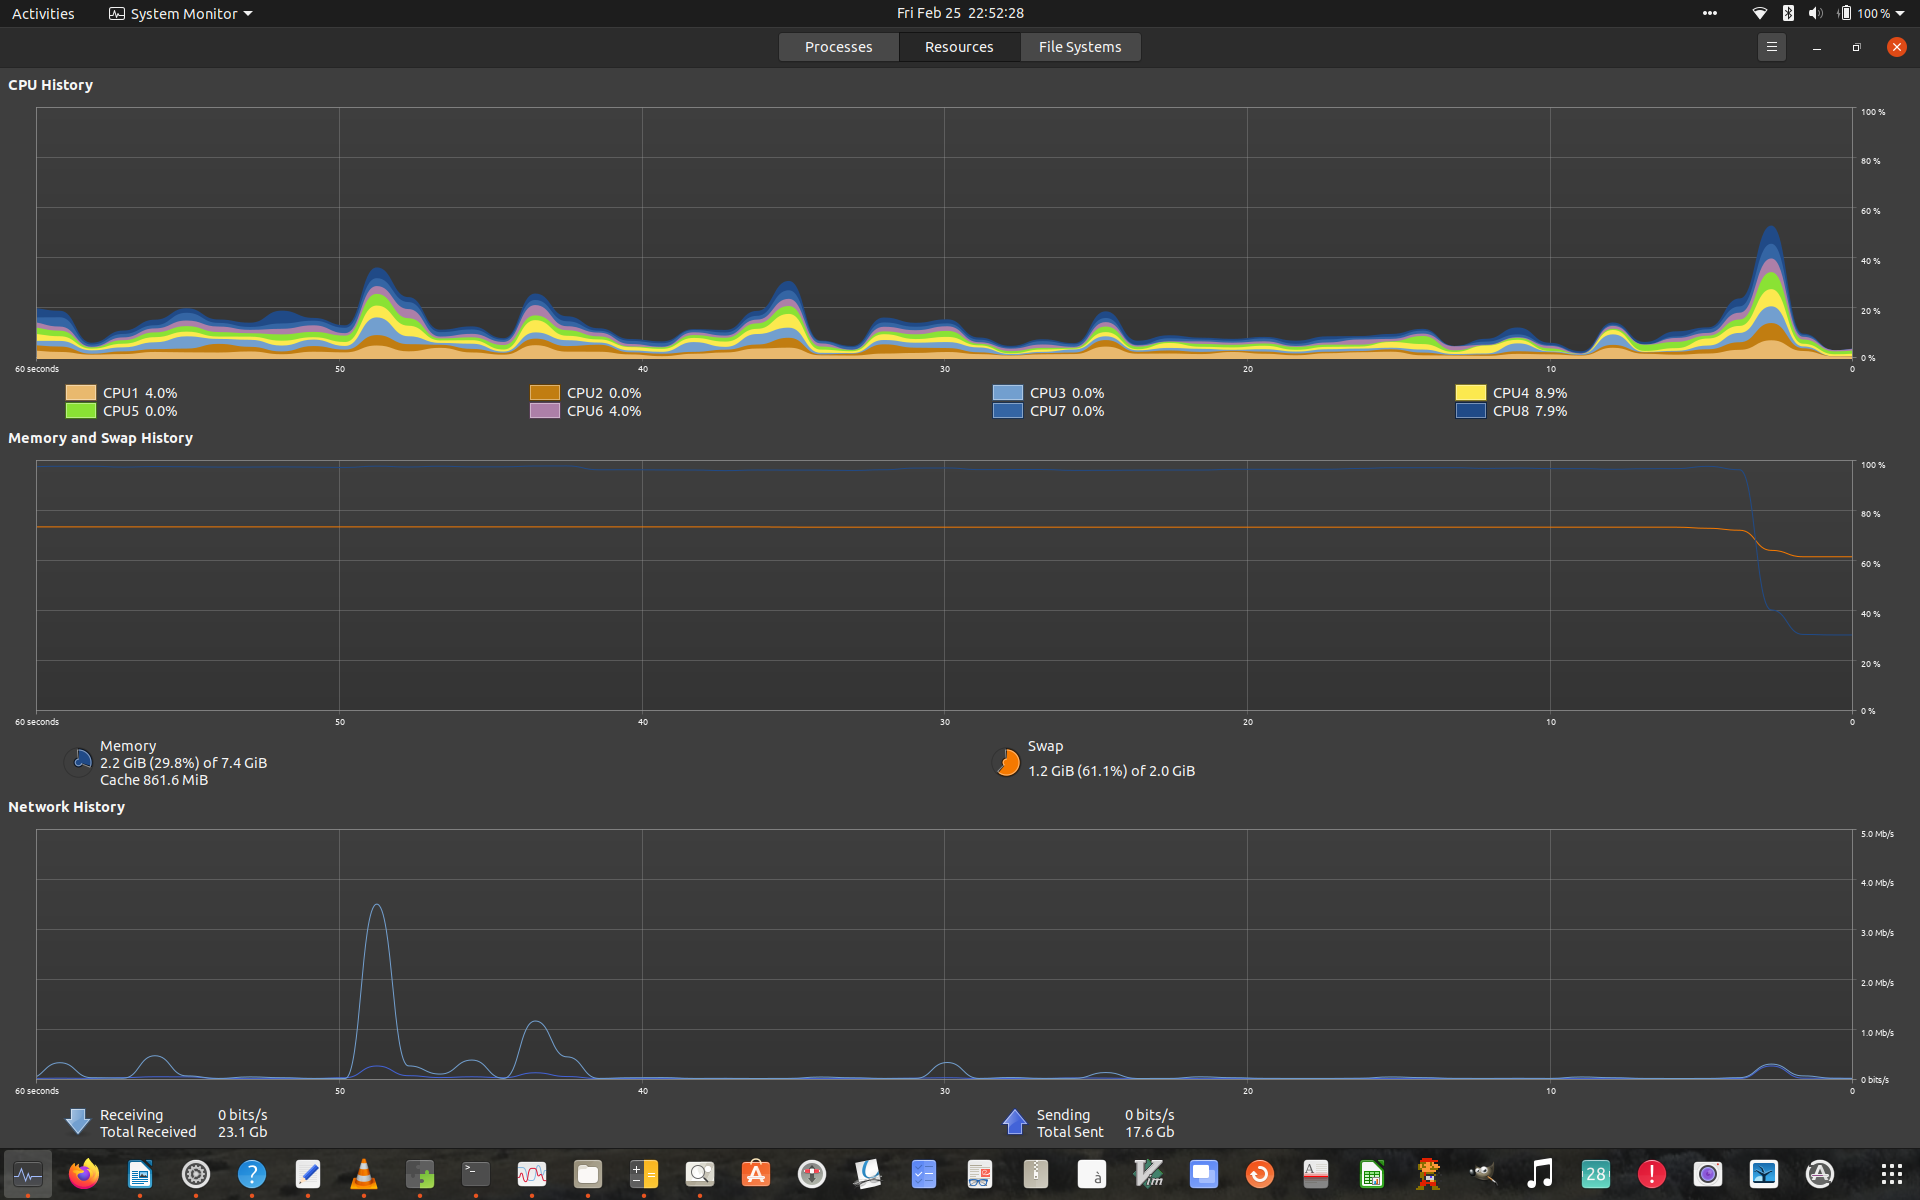 Activities System Monitor Fri Feb 25 22:52:28 100 %
Processes Resources File Systems
CPU History
100 %
80 %
60 %
40 %
20 %
0 %
60 seconds 50 40 30 20 10 0
CPU1 4.0% CPU2 0.0% CPU3 0.0% CPU4 8.9%
CPU5 0.0% CPU6 4.0% CPU7 0.0% CPU8 7.9%
Memory and Swap History
100 %
80 %
60 %
40 %
20 %
0 %
60 seconds 50 40 30 20 10 0
Memory
2.2 GiB (29.8%) of 7.4 GiB
Cache 861.6 MiB
Swap
1.2 GiB (61.1%) of 2.0 GiB
Network History
5.0 Mb/s
4.0 Mb/s
3.0 Mb/s
2.0 Mb/s
1.0 Mb/s
0 bits/s
60 seconds 50 40 30 20 10 0
Receiving 0 bits/s Sending 0 bits/s
Total Received 23.1 Gb Total Sent 17.6 Gb
28